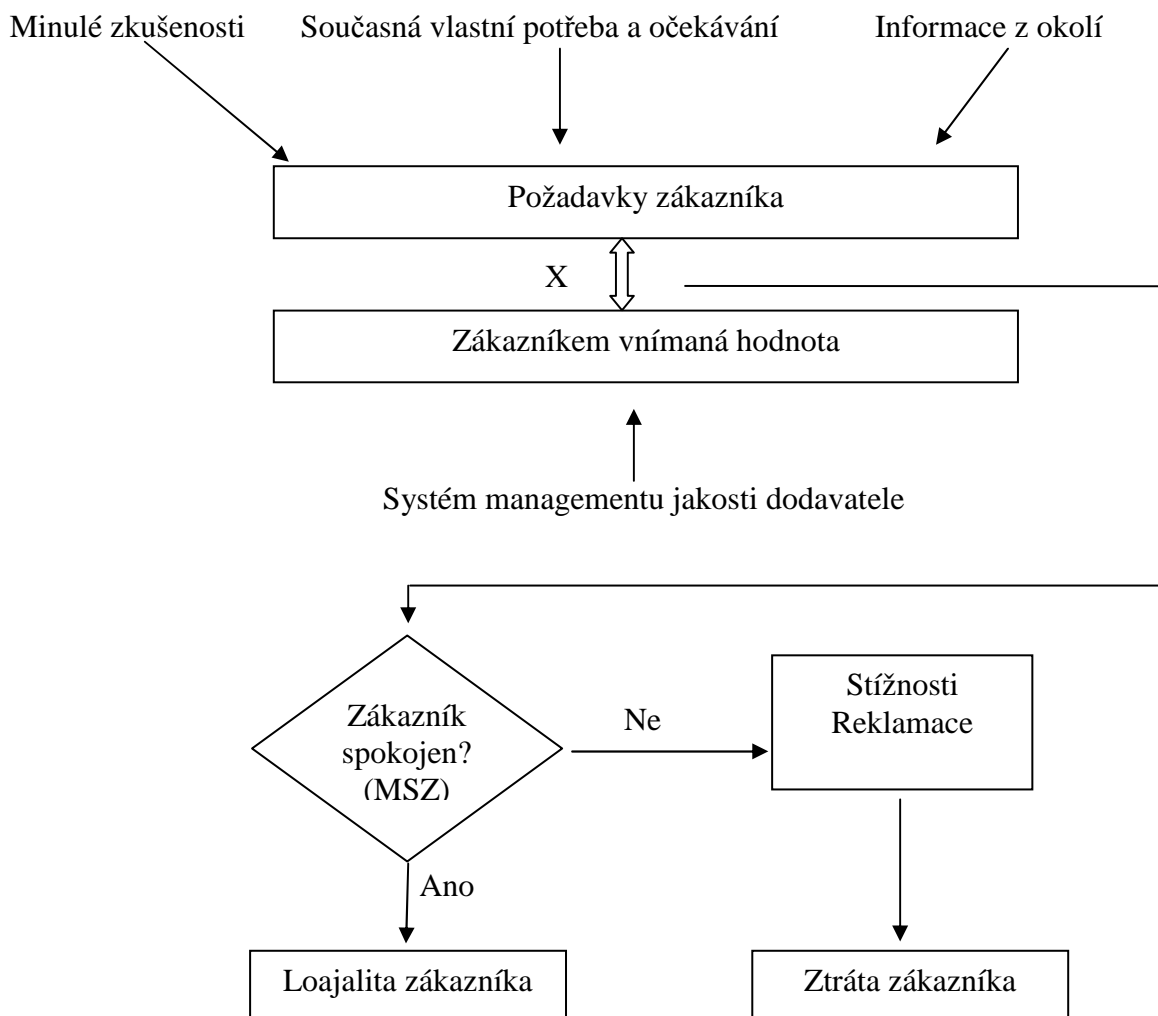 Minulé zkušenosti
Současná vlastní potřeba a očekávání
Informace z okolí
Požadavky zákazníka
X
Zákazníkem vnímaná hodnota
Systém managementu jakosti dodavatele
Zákazník
spokojen?
(MSZ)
Ne
Stížnosti
Reklamace
Ano
Loajalita zákazníka
Ztráta zákazníka